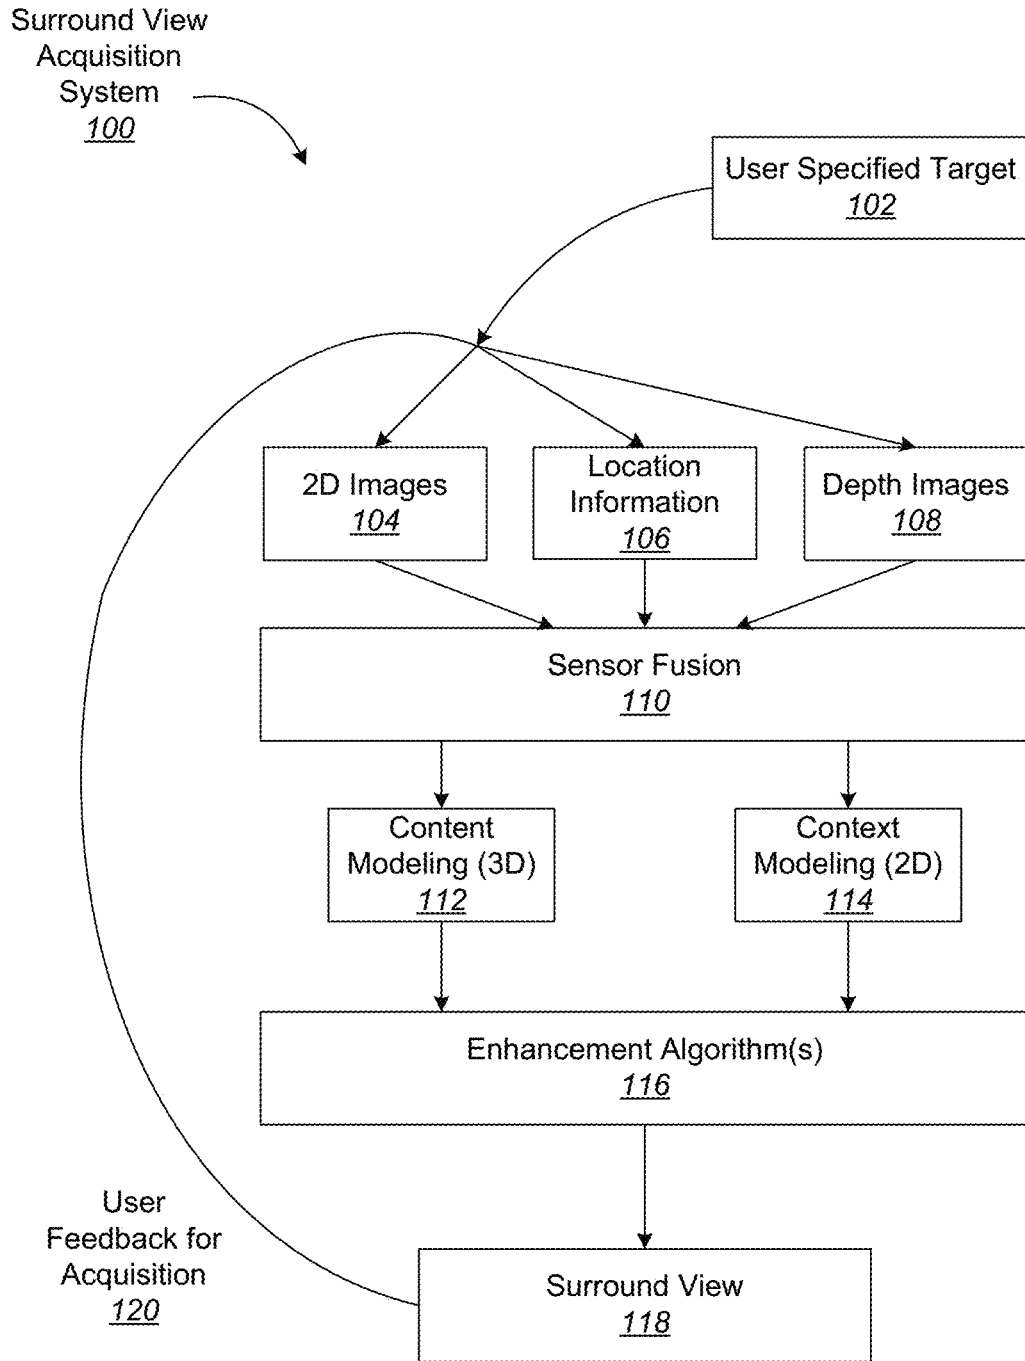 Surround View
Acquisition
System
100
User Specified Target
102
2D Images
104
Location
Information
106
Depth Images
108
Sensor Fusion
110
Content
Modeling (3D)
112
Context
Modeling (2D)
114
Enhancement Algorithm(s)
116
User
Feedback for
Acquisition
120
Surround View
118